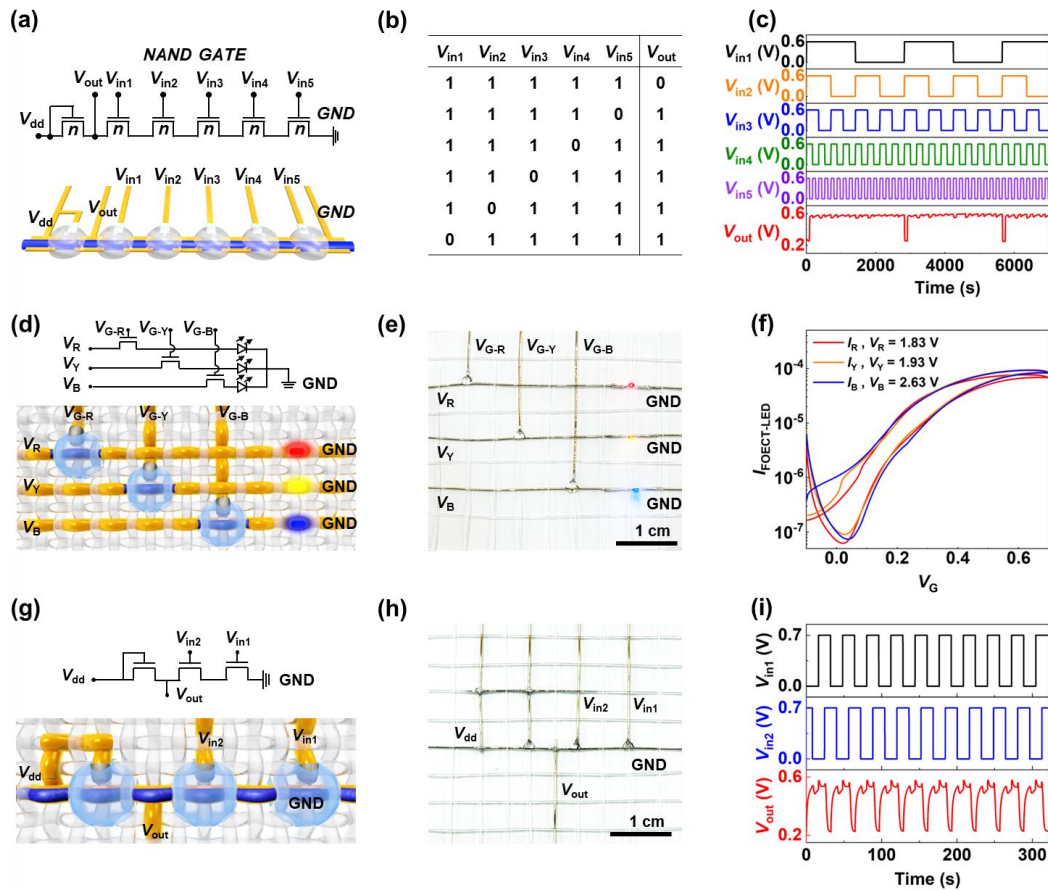 (a)
NAND GATE
Vout Vin1 Vin2 Vin3 Vin4 Vin5
GND
Vdd
n n n n n n
Vin1 Vin2 Vin3 Vin4 Vin5
GND
Vout
Vdd
(b)
Vin1 Vin2 Vin3 Vin4 Vin5 Vout
1 1 1 1 1 0
1 1 1 1 0 1
1 1 1 0 1 1
1 1 0 1 1 1
1 0 1 1 1 1
0 1 1 1 1 1
(c)
0.6
Vin1 (V)
0.0
0.6
Vin2 (V)
0.0
0.6
Vin3 (V)
0.0
0.6
Vin4 (V)
0.0
0.6
Vin5 (V)
0.0
0.6
Vout (V)
0.2
0 2000 4000 6000
Time (s)
(d)
VG-R VG-Y VG-B
VR
VY
VB
GND
VG-R VG-Y VG-B
VR GND
VY GND
VB GND
(e)
VG-R VG-Y VG-B
VR GND
VY GND
VB GND
1 cm
(f)
IR , VR = 1.83 V
IY , VY = 1.93 V
IB , VB = 2.63 V
10-4
10-5
10-6
10-7
IFOECT-LED
0.0 0.2 0.4 0.6
VG
(g)
Vin2 Vin1
Vdd
GND
Vout
Vin2 Vin1
Vdd
GND
Vout
(h)
Vin2 Vin1
Vdd
GND
Vout
1 cm
(i)
0.7
Vin1 (V)
0.0
0.7
Vin2 (V)
0.0
0.6
Vout (V)
0.2
0 100 200 300
Time (s)